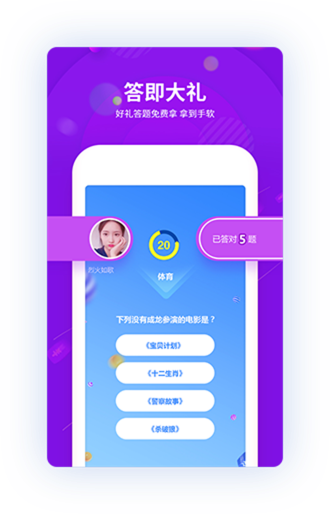 答即大礼
好礼答题免费拿 拿到手软
20
已答对 5 题
烈火如歌
体育
下列没有成龙参演的电影是？
《宝贝计划》
《十二生肖》
《警察故事》
《杀破狼》